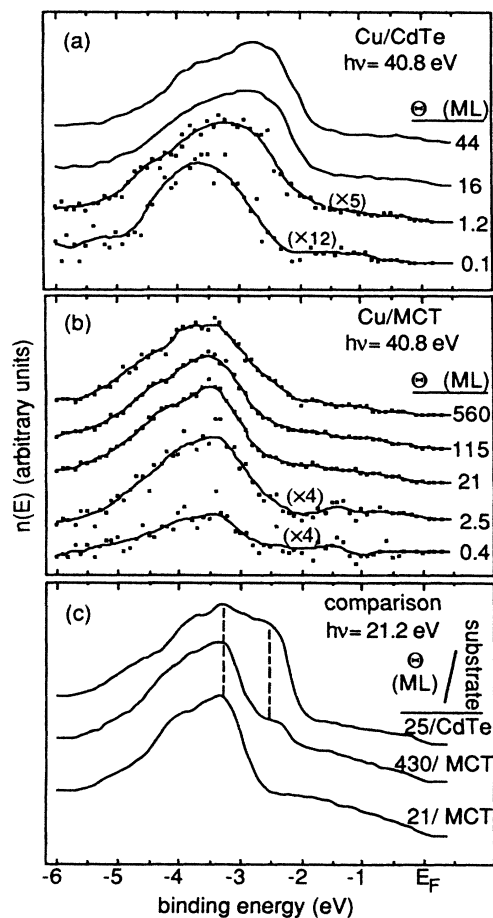 (a)
Cu/CdTe
hν= 40.8 eV
Θ (ML)
44
16
(×5)
1.2
(×12)
0.1
(b)
Cu/MCT
hν= 40.8 eV
Θ (ML)
560
115
21
(×4)
2.5
(×4)
0.4
n(E) (arbitrary units)
(c)
comparison
hν= 21.2 eV
Θ
(ML)
substrate
25/CdTe
430/ MCT
21/ MCT
-6 -5 -4 -3 -2 -1 EF
binding energy (eV)